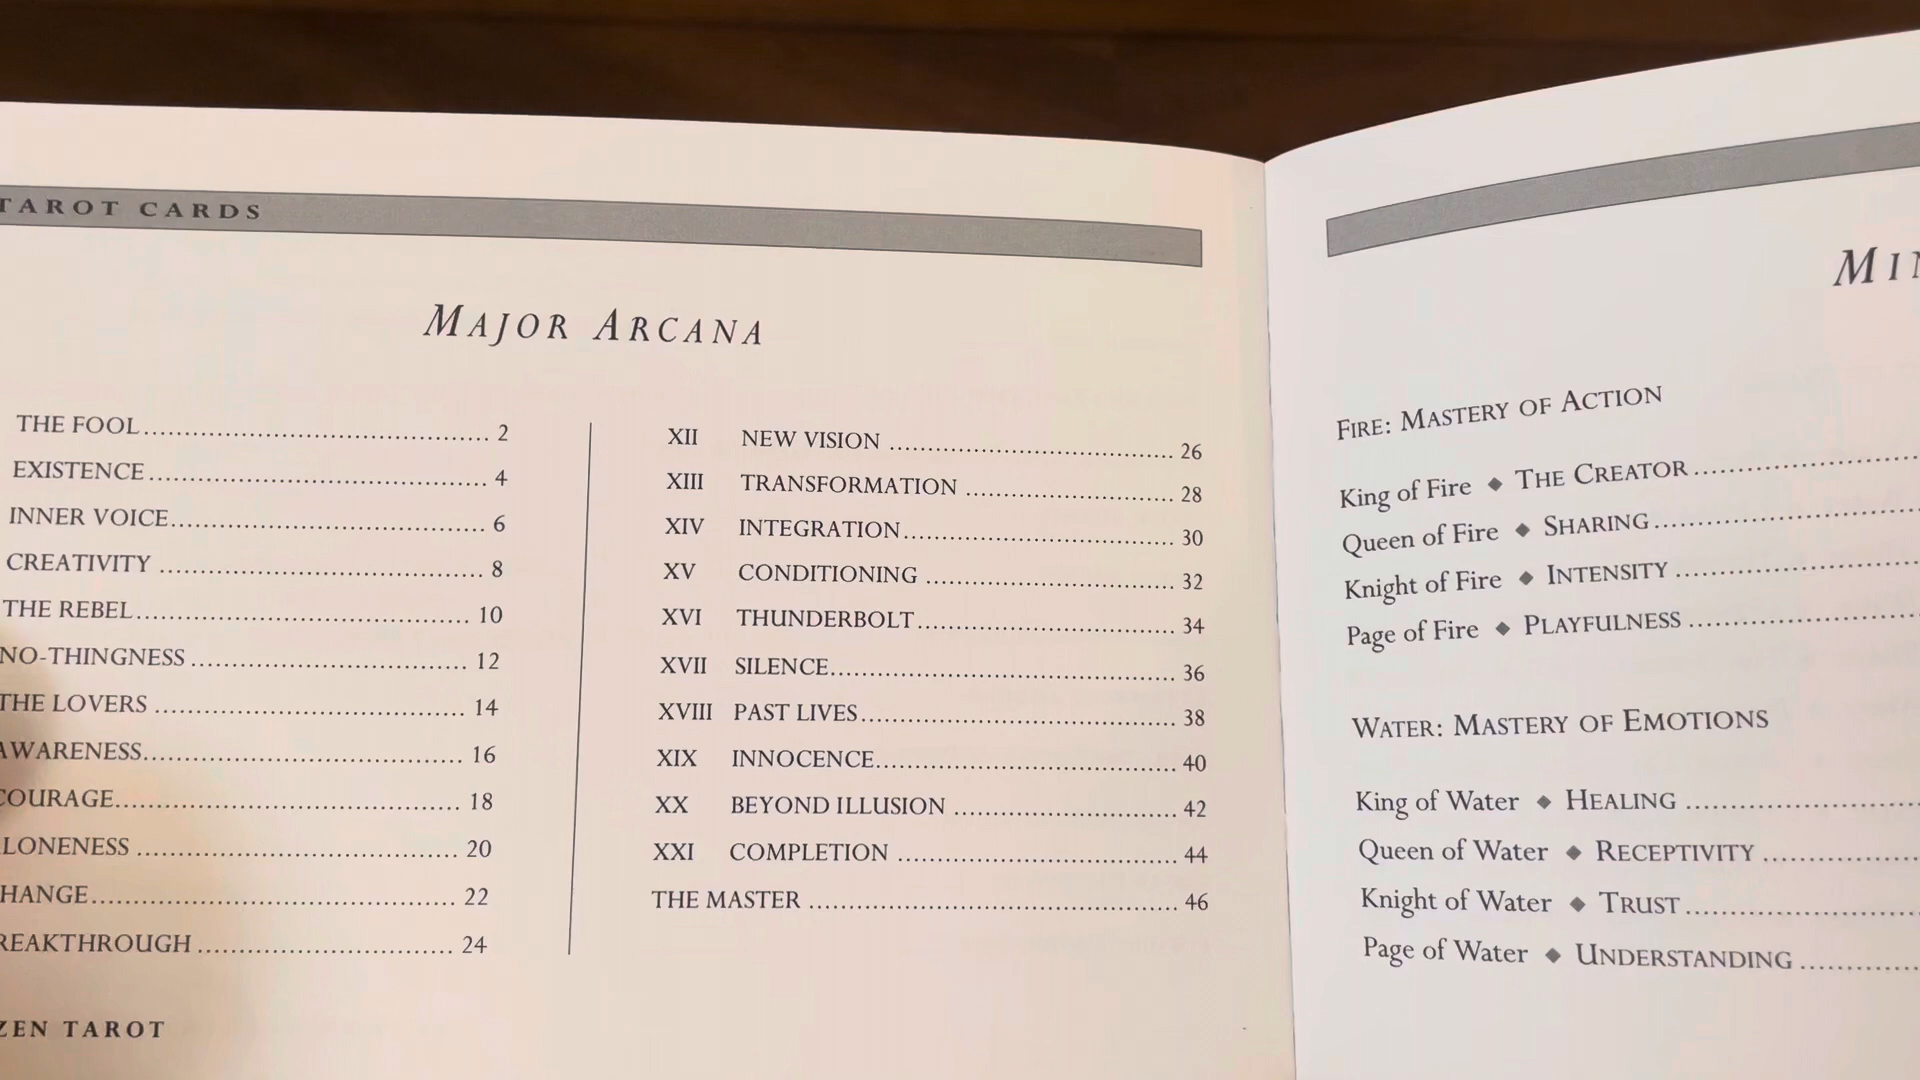 TAROT CARDS
MAJOR ARCANA
THE FOOL 2
EXISTENCE 4
INNER VOICE 6
CREATIVITY 8
THE REBEL 10
NO-THINGNESS 12
THE LOVERS 14
AWARENESS 16
COURAGE 18
LONENESS 20
HANGE 22
REAKTHROUGH 24
XII NEW VISION 26
XIII TRANSFORMATION 28
XIV INTEGRATION 30
XV CONDITIONING 32
XVI THUNDERBOLT 34
XVII SILENCE 36
XVIII PAST LIVES 38
XIX INNOCENCE 40
XX BEYOND ILLUSION 42
XXI COMPLETION 44
THE MASTER 46
ZEN TAROT
MIN
FIRE: MASTERY OF ACTION
King of Fire ◆ THE CREATOR
Queen of Fire ◆ SHARING
Knight of Fire ◆ INTENSITY
Page of Fire ◆ PLAYFULNESS
WATER: MASTERY OF EMOTIONS
King of Water ◆ HEALING
Queen of Water ◆ RECEPTIVITY
Knight of Water ◆ TRUST
Page of Water ◆ UNDERSTANDING